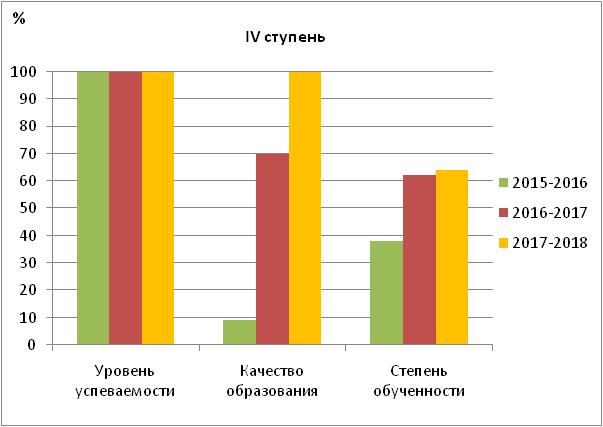 %
IV ступень
100
90
80
70
60
50
40
30
20
10
0
Уровень
успеваемости
Качество
образования
Степень
обученности
2015-2016
2016-2017
2017-2018